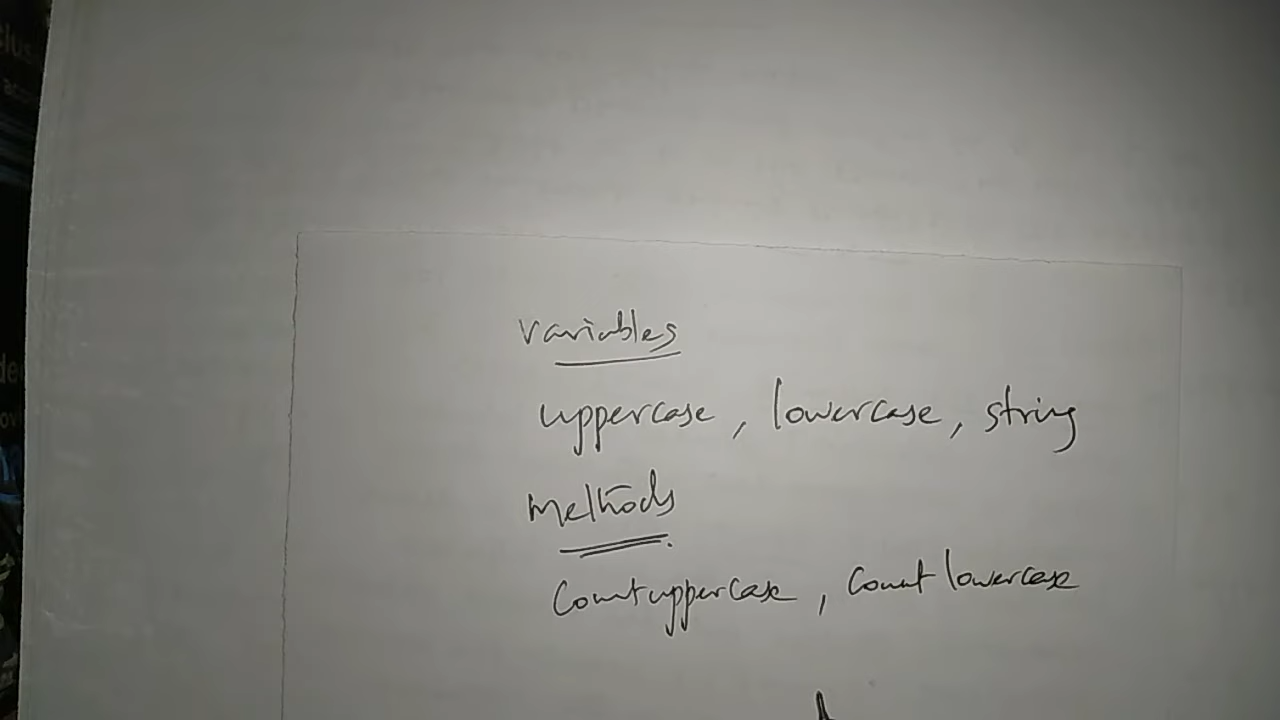 variables
uppercase, lowercase, string
methods
Countuppercase, Count lowercase